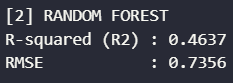 [2] RANDOM FOREST
R-squared (R2) : 0.4637
RMSE : 0.7356